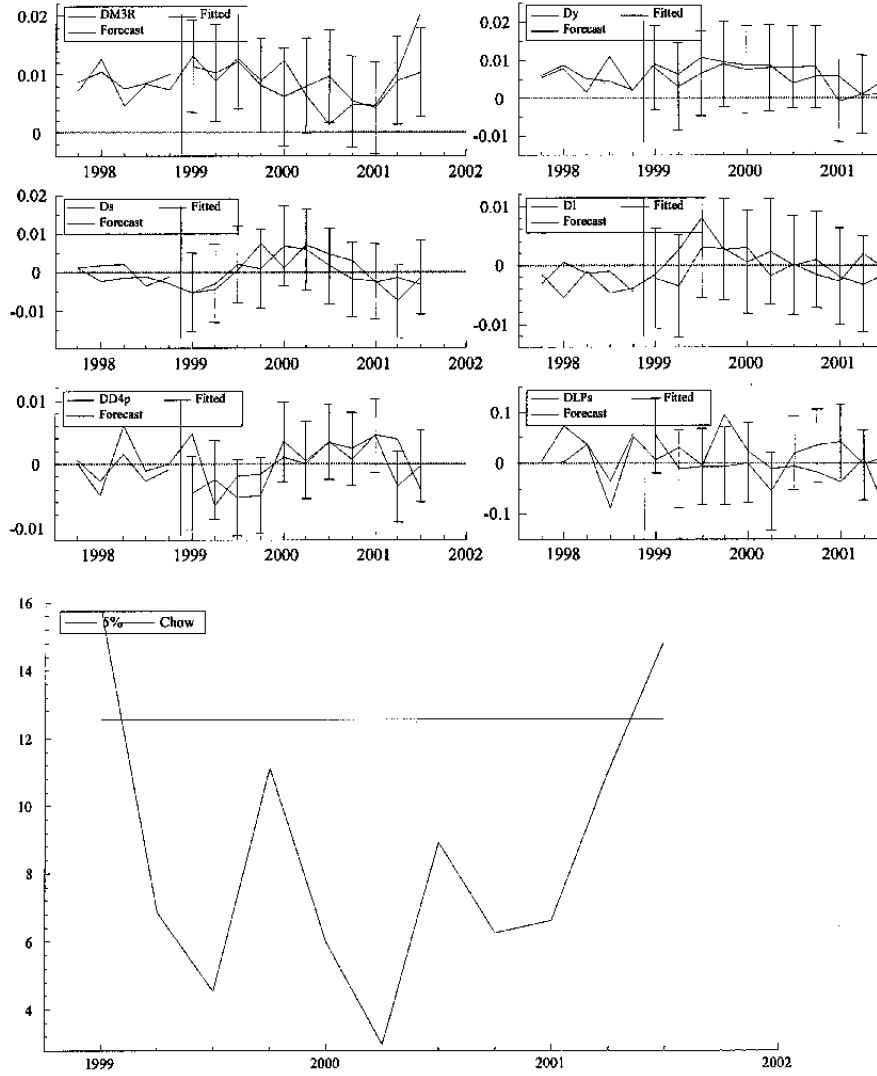 0.02
DM3R Fitted
Forecast
0.01
0
1998 1999 2000 2001 2002
Dy Fitted
Forecast
0.01
0
-0.01
1998 1999 2000 2001
0.02
Ds Fitted
Forecast
0.01
0
-0.01
1998 1999 2000 2001 2002
0.01
Dl Fitted
Forecast
0
-0.01
1998 1999 2000 2001
0.01
DD4p Fitted
Forecast
0
-0.01
1998 1999 2000 2001 2002
DLPs Fitted
Forecast
0.1
0
-0.1
1998 1999 2000 2001
16
5% Chow
14
12
10
8
6
4
1999 2000 2001 2002